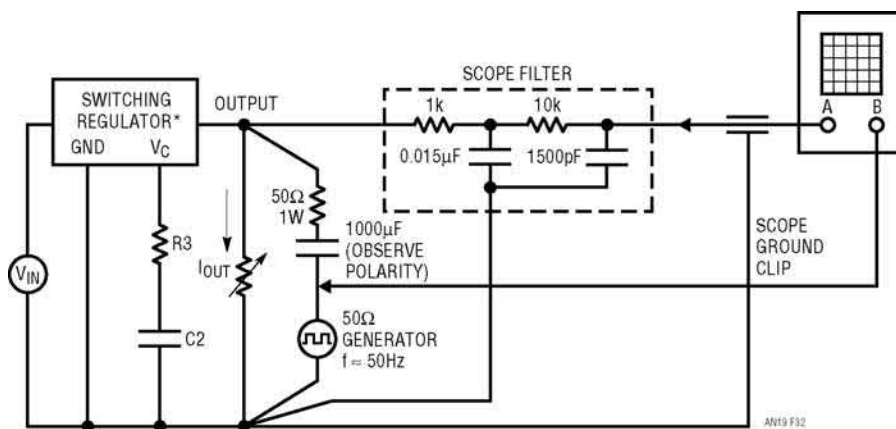 SCOPE FILTER
SWITCHING
REGULATOR*
GND
VC
OUTPUT
1k
10k
0.015µF
1500pF
A
B
50Ω
1W
1000µF
(OBSERVE
POLARITY)
R3
IOUT
VIN
C2
50Ω
GENERATOR
f ≈ 50Hz
SCOPE
GROUND
CLIP
AN19 F32